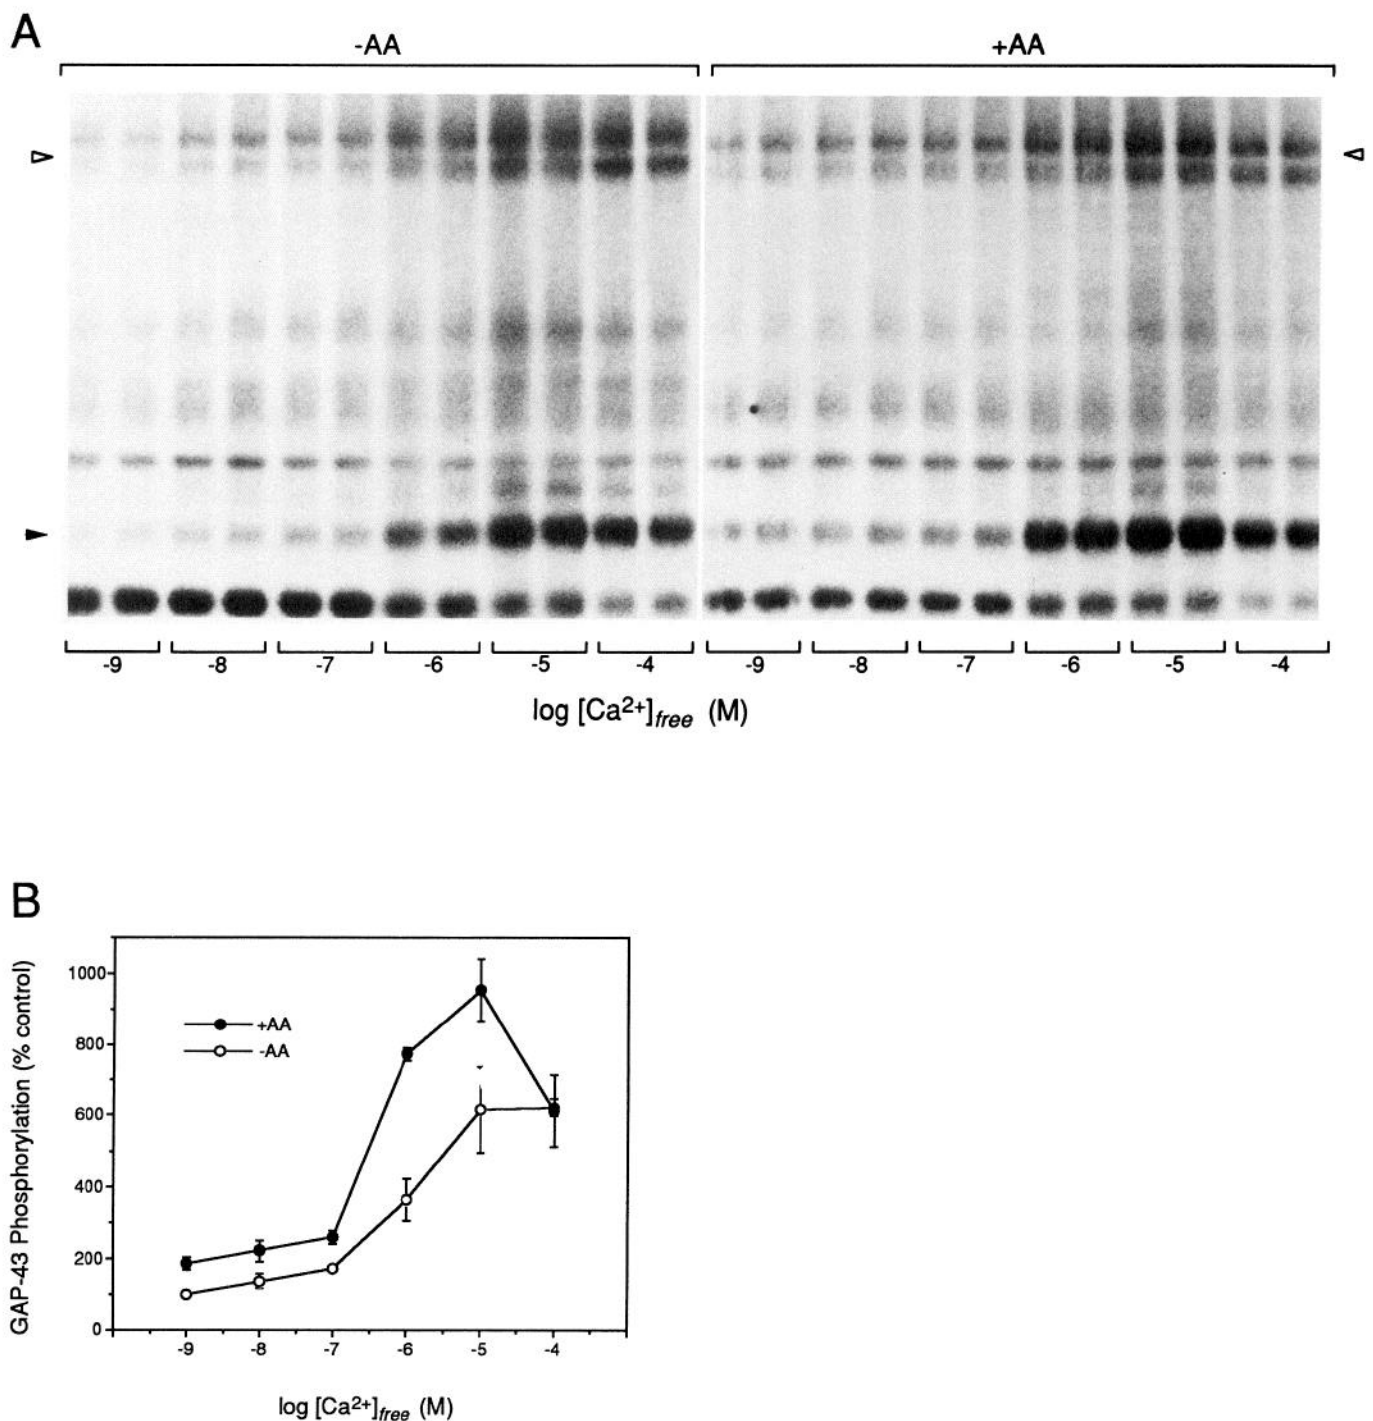 A
-AA +AA
-9 -8 -7 -6 -5 -4 -9 -8 -7 -6 -5 -4
log [Ca2+]free (M)
B
GAP-43 Phosphorylation (% control)
1000
+AA
800
-AA
600
400
200
0
-9 -8 -7 -6 -5 -4
log [Ca2+]free (M)